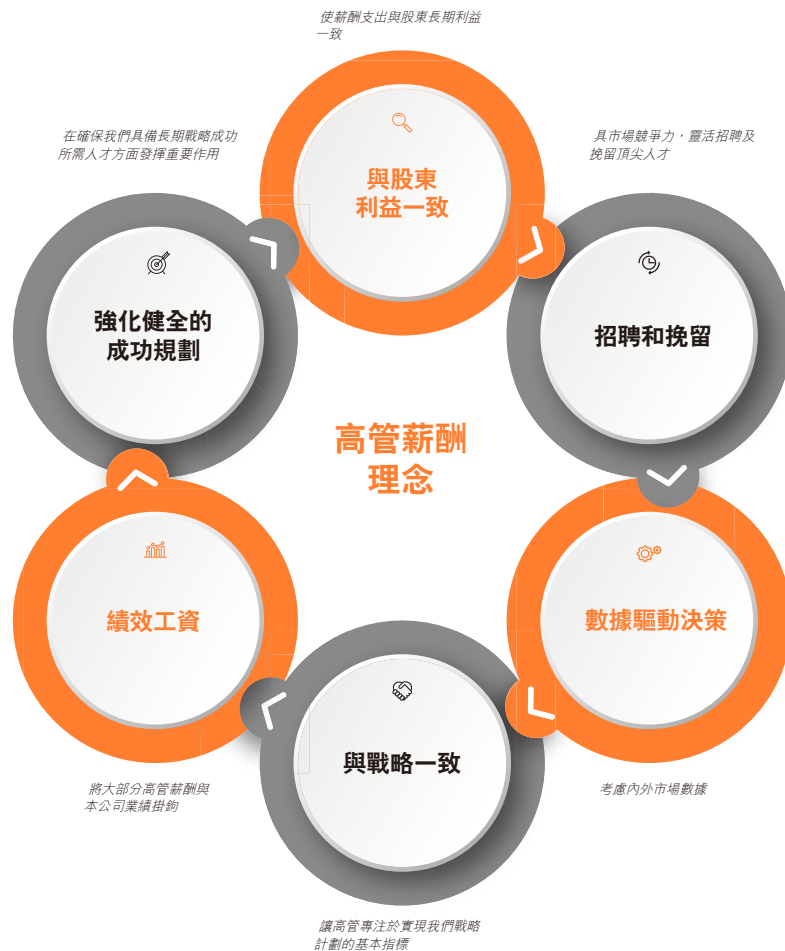 使薪酬支出與股東長期利益
一致
與股東
利益一致
具市場競爭力，靈活招聘及
挽留頂尖人才
招聘和挽留
數據驅動決策
考慮內外市場數據
與戰略一致
讓高管專注於實現我們戰略
計劃的基本指標
績效工資
將大部分高管薪酬與
本公司業績掛鉤
在確保我們具備長期戰略成功
所需人才方面發揮重要作用
強化健全的
成功規劃
高管薪酬
理念